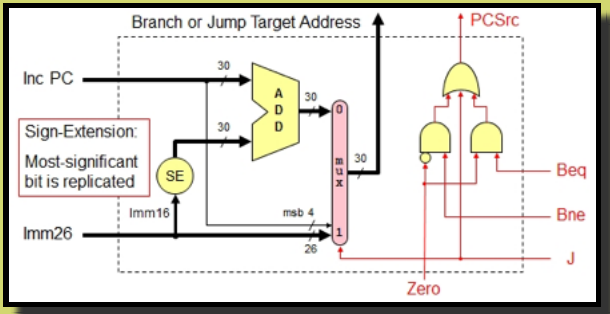 Branch or Jump Target Address
PCSrc
Inc PC
30
30
30
A
D
D
0
Sign-Extension:
Most-significant
bit is replicated
SE
m
u
x
30
Imm16
msb 4
1
Imm26
26
Beq
Bne
J
Zero